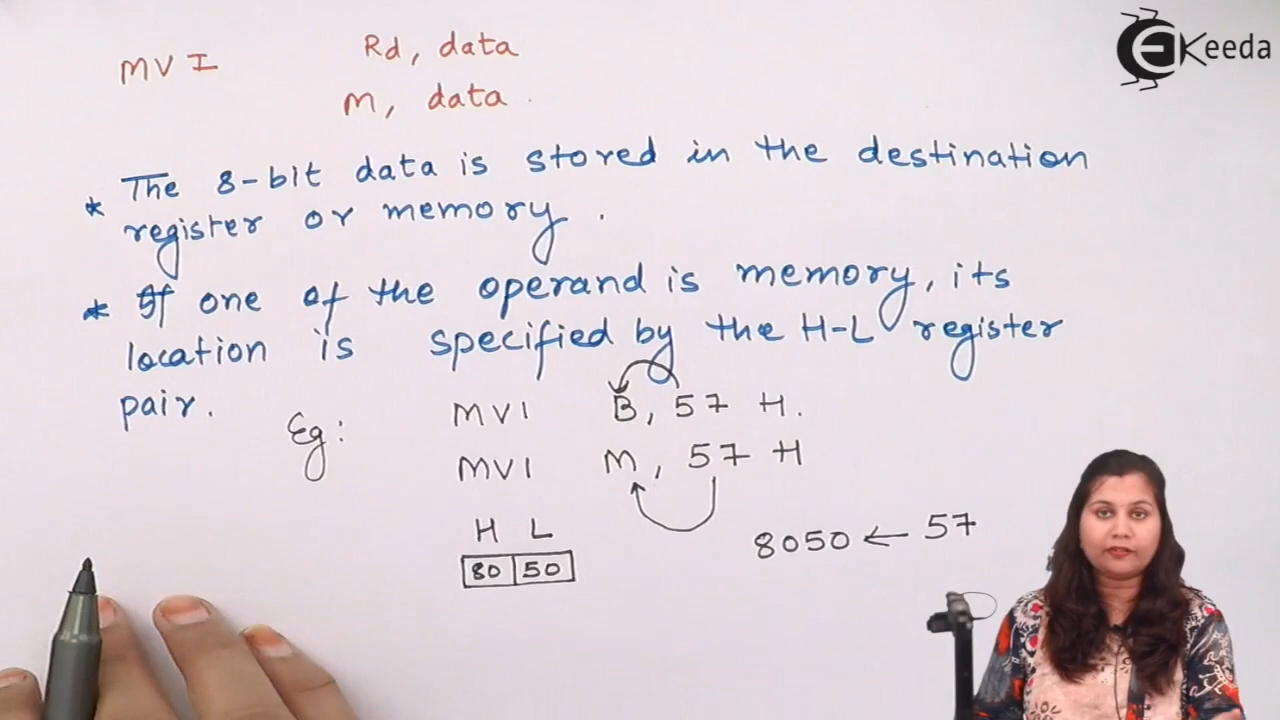 Keeda
MVI Rd, data
M, data
* The 8-bit data is stored in the destination
register or memory.
* If one of the operand is memory, its
location is specified by the H-L register
pair.
Eg: MVI B, 57 H.
MVI M, 57 H
H L
80 50
8050 ← 57